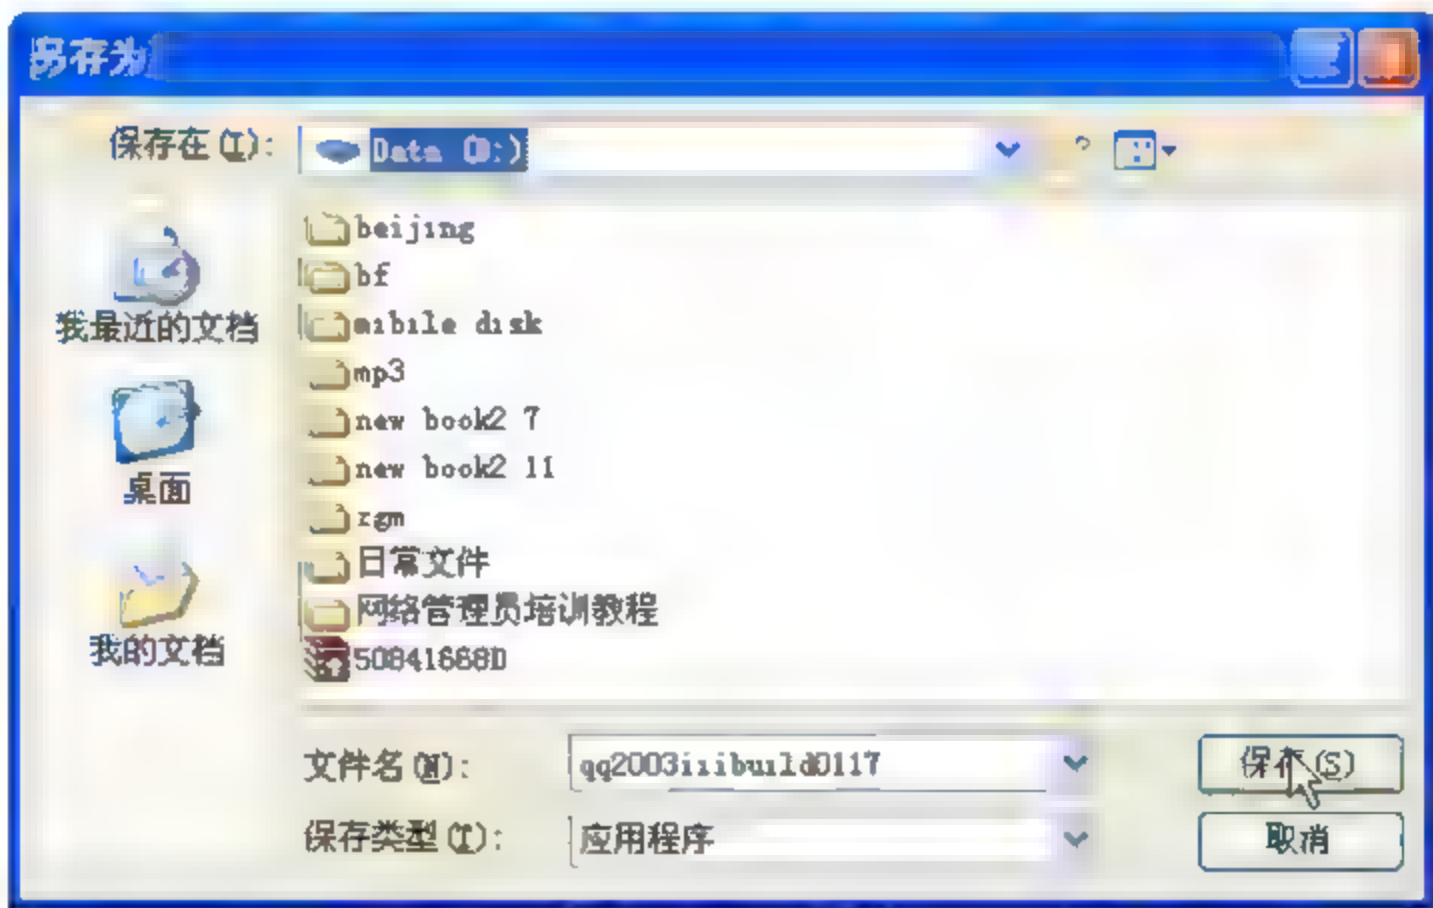 另存为
保存在(I):
Data (D:)
beijing
bf
mibile disk
mp3
new book2 7
new book2 11
rgm
日常文件
网络管理员培训教程
我最近的文档
桌面
我的文档
文件名(N):
qq2003iiibuild0117
保存(S)
保存类型(T):
应用程序
取消